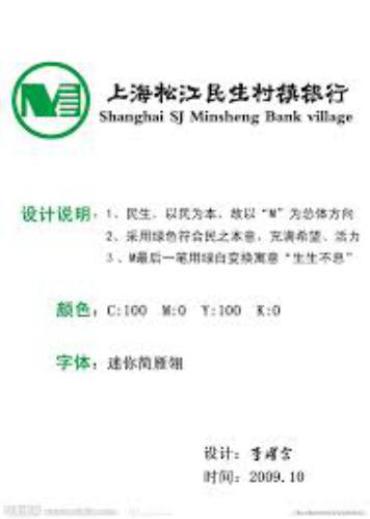 上海松江民生村镇银行
Shanghai SJ Minsheng Bank village
设计说明：1、民生，以民为本，故以“M”为总体方向
2、采用绿色符合民之本意，充满希望、活力
3、M最后一笔用绿白变换寓意“生生不息”
颜色：C:100 M:0 Y:100 K:0
字体：迷你简雁翎
设计：
时间：2009.10